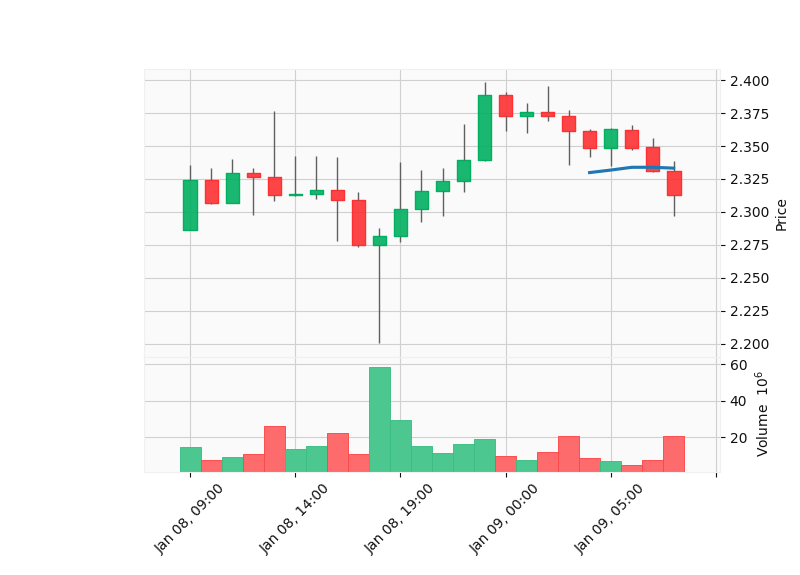 2.400
2.375
2.350
2.325
2.300
2.275
2.250
2.225
2.200
Price
60
40
20
Volume 10⁶
Jan 08, 09:00
Jan 08, 14:00
Jan 08, 19:00
Jan 09, 00:00
Jan 09, 05:00